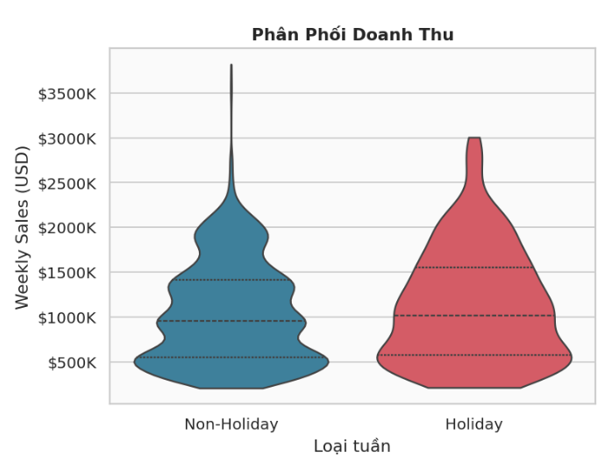 Phân Phối Doanh Thu
$3500K
$3000K
$2500K
$2000K
$1500K
$1000K
$500K
Weekly Sales (USD)
Non-Holiday
Holiday
Loại tuần